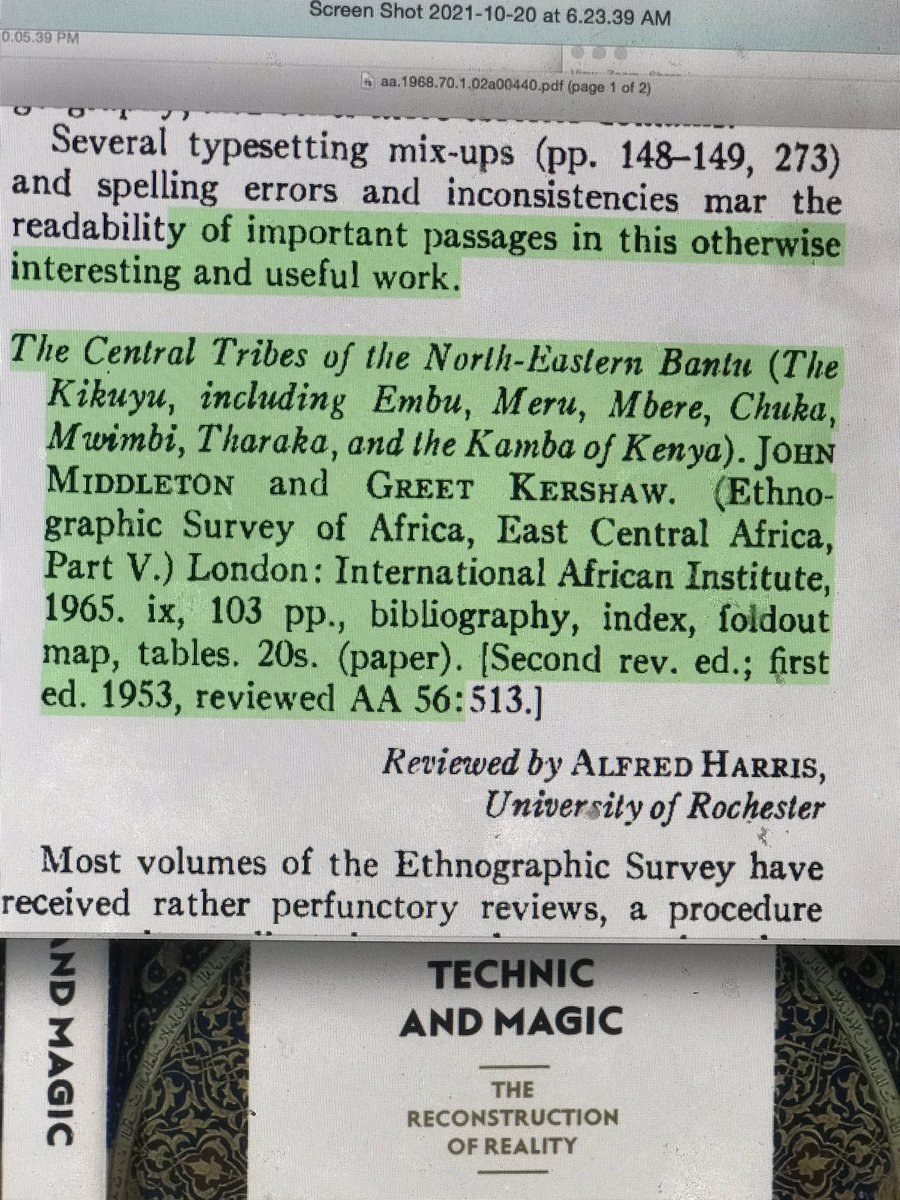 Screen Shot 2021-10-20 at 6.23.39 AM
0.05.39 PM
aa.1968.70.1.02a00440.pdf (page 1 of 2)
Several typesetting mix-ups (pp. 148–149, 273)
and spelling errors and inconsistencies mar the
readability of important passages in this otherwise
interesting and useful work.
The Central Tribes of the North-Eastern Bantu (The
Kikuyu, including Embu, Meru, Mbere, Chuka,
Mwimbi, Tharaka, and the Kamba of Kenya). JOHN
MIDDLETON and GREET KERSHAW. (Ethno-
graphic Survey of Africa, East Central Africa,
Part V.) London: International African Institute,
1965. ix, 103 pp., bibliography, index, foldout
map, tables. 20s. (paper). [Second rev. ed.; first
ed. 1953, reviewed AA 56:513.]
Reviewed by ALFRED HARRIS,
University of Rochester
Most volumes of the Ethnographic Survey have
received rather perfunctory reviews, a procedure
AND MAGIC
TECHNIC
AND MAGIC
THE
RECONSTRUCTION
OF REALITY